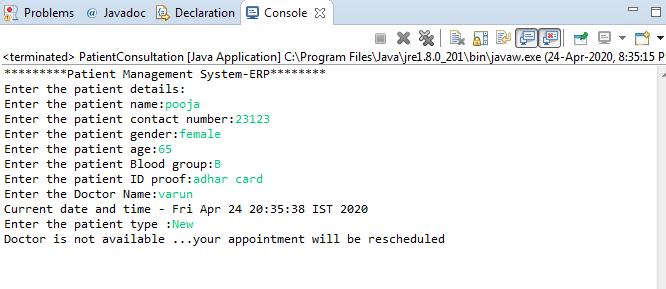 Problems @ Javadoc Declaration Console
<terminated> PatientConsultation [Java Application] C:\Program Files\Java\jre1.8.0_201\bin\javaw.exe (24-Apr-2020, 8:35:15 P
*********Patient Management System-ERP********
Enter the patient details:
Enter the patient name:pooja
Enter the patient contact number:23123
Enter the patient gender:female
Enter the patient age:65
Enter the patient Blood group:B
Enter the patient ID proof:adhar card
Enter the Doctor Name:varun
Current date and time - Fri Apr 24 20:35:38 IST 2020
Enter the patient type :New
Doctor is not available ...your appointment will be rescheduled